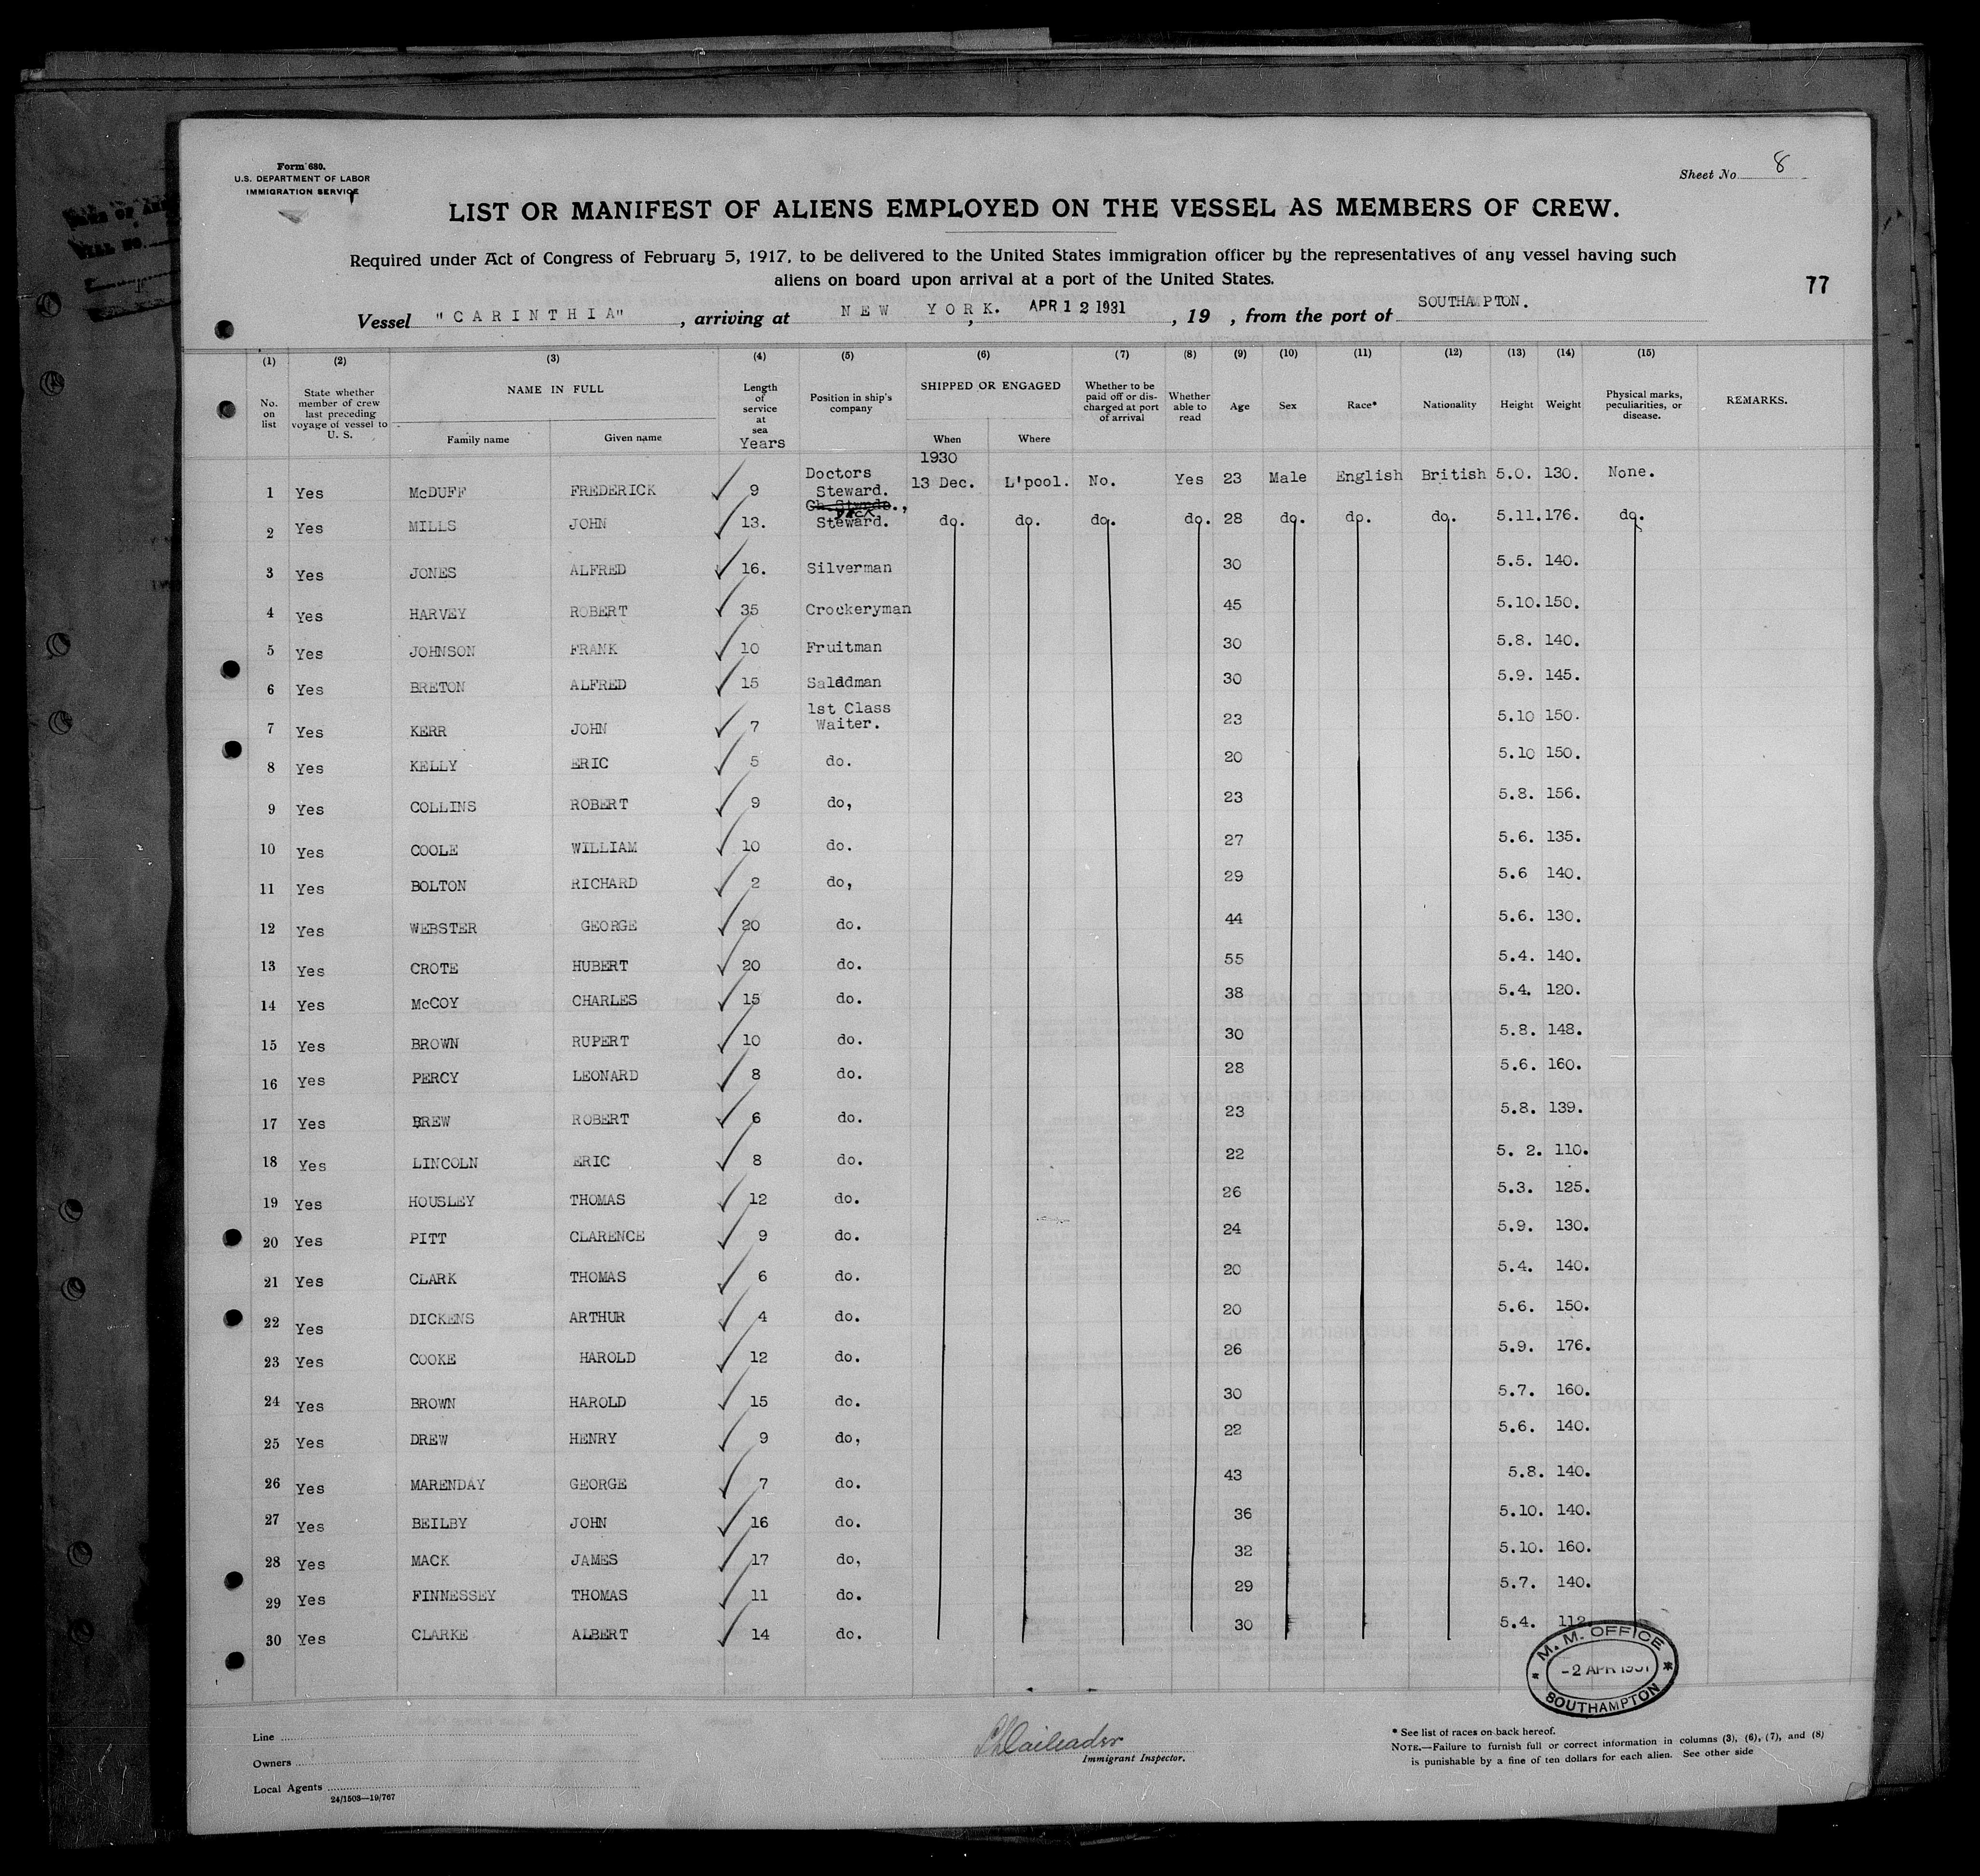 Form 680.
U.S. DEPARTMENT OF LABOR
IMMIGRATION SERVICE
Sheet No. 8
LIST OR MANIFEST OF ALIENS EMPLOYED ON THE VESSEL AS MEMBERS OF CREW.
Required under Act of Congress of February 5, 1917, to be delivered to the United States immigration officer by the representatives of any vessel having such
aliens on board upon arrival at a port of the United States.
77
Vessel "CARINTHIA", arriving at NEW YORK. APR 12 1931, 19 , from the port of SOUTHAMPTON.
(1) (2) (3) (4) (5) (6) (7) (8) (9) (10) (11) (12) (13) (14) (15)
No. on list
State whether member of crew last preceding voyage of vessel to U. S.
NAME IN FULL
Family name Given name
Length of service at sea
Years
Position in ship's company
SHIPPED OR ENGAGED
When Where
Whether to be paid off or discharged at port of arrival
Whether able to read
Age Sex Race* Nationality Height Weight
Physical marks, peculiarities, or disease.
REMARKS.
1930
1 Yes McDUFF FREDERICK 9 Doctors Steward. 13 Dec. L'pool. No. Yes 23 Male English British 5.0. 130. None.
2 Yes MILLS JOHN 13. Steward. do. do. do. do. 28 do. do. do. 5.11. 176. do.
3 Yes JONES ALFRED 16. Silverman 30 5.5. 140.
4 Yes HARVEY ROBERT 35 Crockeryman 45 5.10. 150.
5 Yes JOHNSON FRANK 10 Fruitman 30 5.8. 140.
6 Yes BRETON ALFRED 15 Saladman 30 5.9. 145.
7 Yes KERR JOHN 7 1st Class Waiter. 23 5.10 150.
8 Yes KELLY ERIC 5 do. 20 5.10 150.
9 Yes COLLINS ROBERT 9 do, 23 5.8. 156.
10 Yes COOLE WILLIAM 10 do. 27 5.6. 135.
11 Yes BOLTON RICHARD 2 do, 29 5.6 140.
12 Yes WEBSTER GEORGE 20 do. 44 5.6. 130.
13 Yes CROTE HUBERT 20 do. 55 5.4. 140.
14 Yes McCOY CHARLES 15 do. 38 5.4. 120.
15 Yes BROWN RUPERT 10 do. 30 5.8. 148.
16 Yes PERCY LEONARD 8 do. 28 5.6. 160.
17 Yes BREW ROBERT 6 do. 23 5.8. 139.
18 Yes LINCOLN ERIC 8 do. 22 5. 2. 110.
19 Yes HOUSLEY THOMAS 12 do. 26 5.3. 125.
20 Yes PITT CLARENCE 9 do. 24 5.9. 130.
21 Yes CLARK THOMAS 6 do. 20 5.4. 140.
22 Yes DICKENS ARTHUR 4 do. 20 5.6. 150.
23 Yes COOKE HAROLD 12 do. 26 5.9. 176.
24 Yes BROWN HAROLD 15 do. 30 5.7. 160.
25 Yes DREW HENRY 9 do, 22 5.6. 140.
26 Yes MARENDAY GEORGE 7 do. 43 5.8. 140.
27 Yes BEILBY JOHN 16 do. 36 5.10. 140.
28 Yes MACK JAMES 17 do, 32 5.10. 160.
29 Yes FINNESSEY THOMAS 11 do. 29 5.7. 140.
30 Yes CLARKE ALBERT 14 do. 30 5.4. 112.
M. M. OFFICE
-2 APR 1931
SOUTHAMPTON
Line
Owners
Local Agents
24/1503—19/767
Immigrant Inspector.
* See list of races on back hereof.
NOTE.—Failure to furnish full or correct information in columns (3), (6), (7), and (8)
is punishable by a fine of ten dollars for each alien. See other side